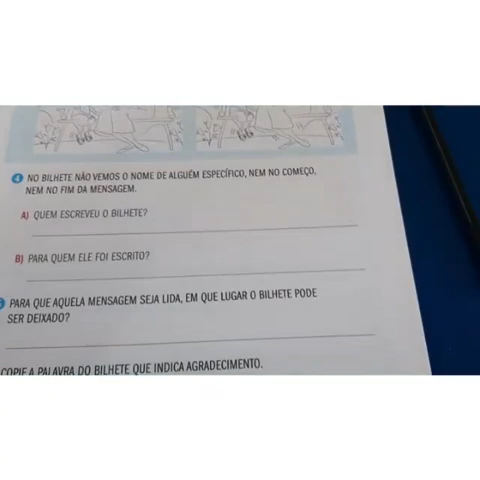 4 NO BILHETE NÃO VEMOS O NOME DE ALGUÉM ESPECÍFICO, NEM NO COMEÇO,
NEM NO FIM DA MENSAGEM.
A) QUEM ESCREVEU O BILHETE?
B) PARA QUEM ELE FOI ESCRITO?
PARA QUE AQUELA MENSAGEM SEJA LIDA, EM QUE LUGAR O BILHETE PODE
SER DEIXADO?
COPIE A PALAVRA DO BILHETE QUE INDICA AGRADECIMENTO.